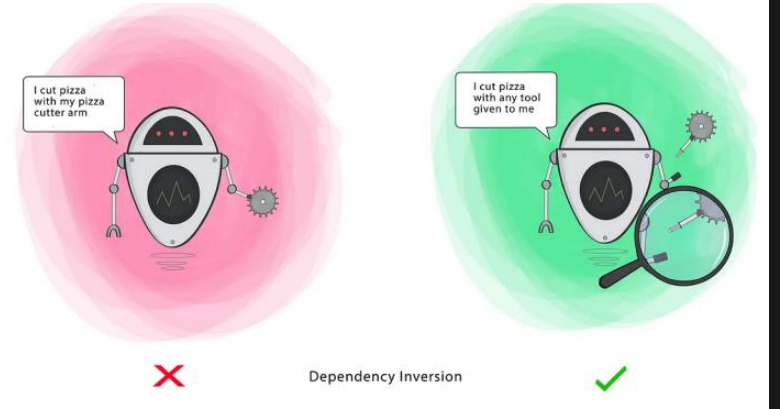 I cut pizza
with my pizza
cutter arm
I cut pizza
with any tool
given to me
Dependency Inversion